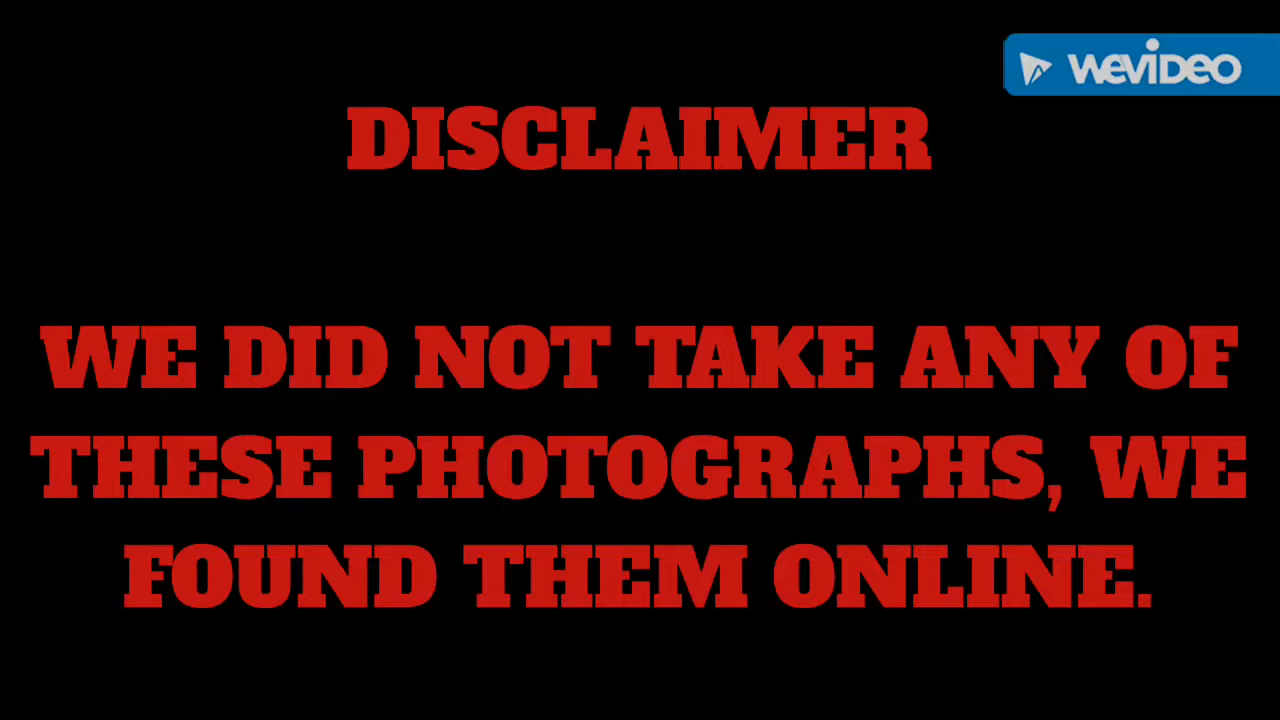 WEVIDEO
DISCLAIMER
WE DID NOT TAKE ANY OF
THESE PHOTOGRAPHS, WE
FOUND THEM ONLINE.